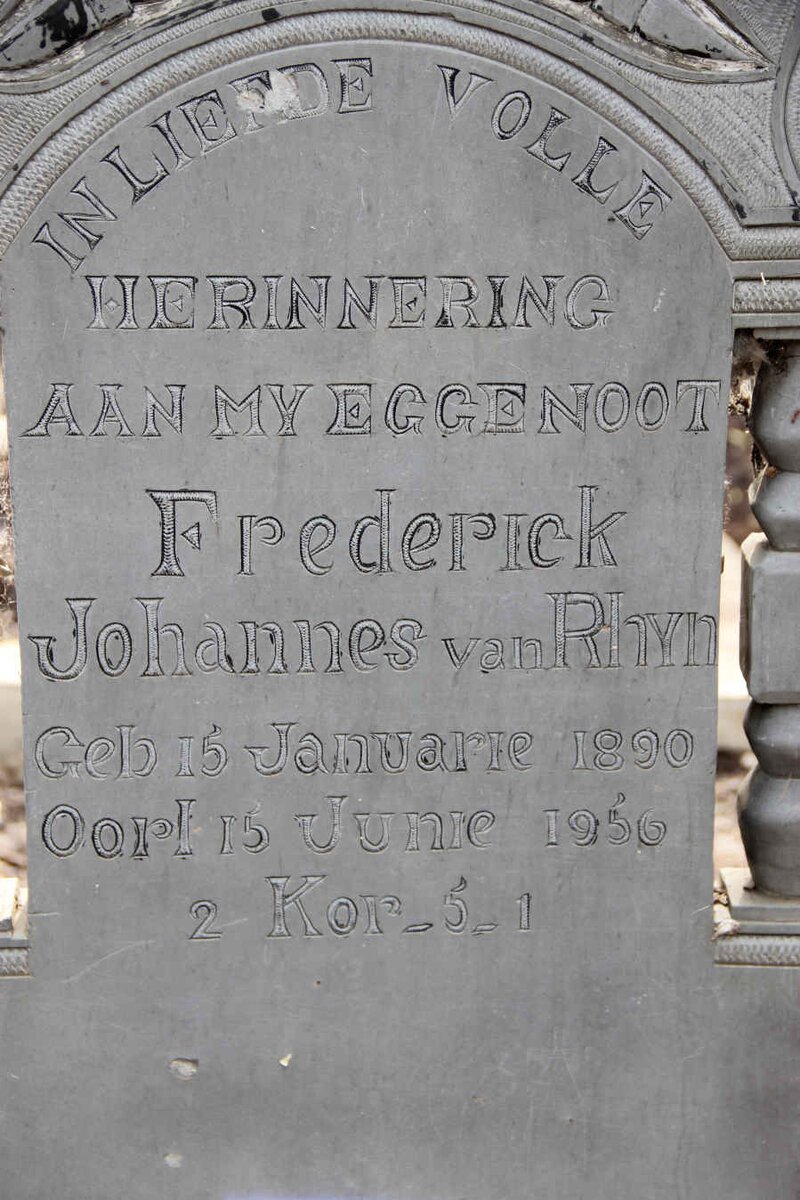 IN LIEFDE VOLLE
HERINNERING
AAN MY EGGENOOT
Frederick
Johannes van Rhyn
Geb 15 Januarie 1890
Oorl 15 Junie 1956
2 Kor - 5 - 1